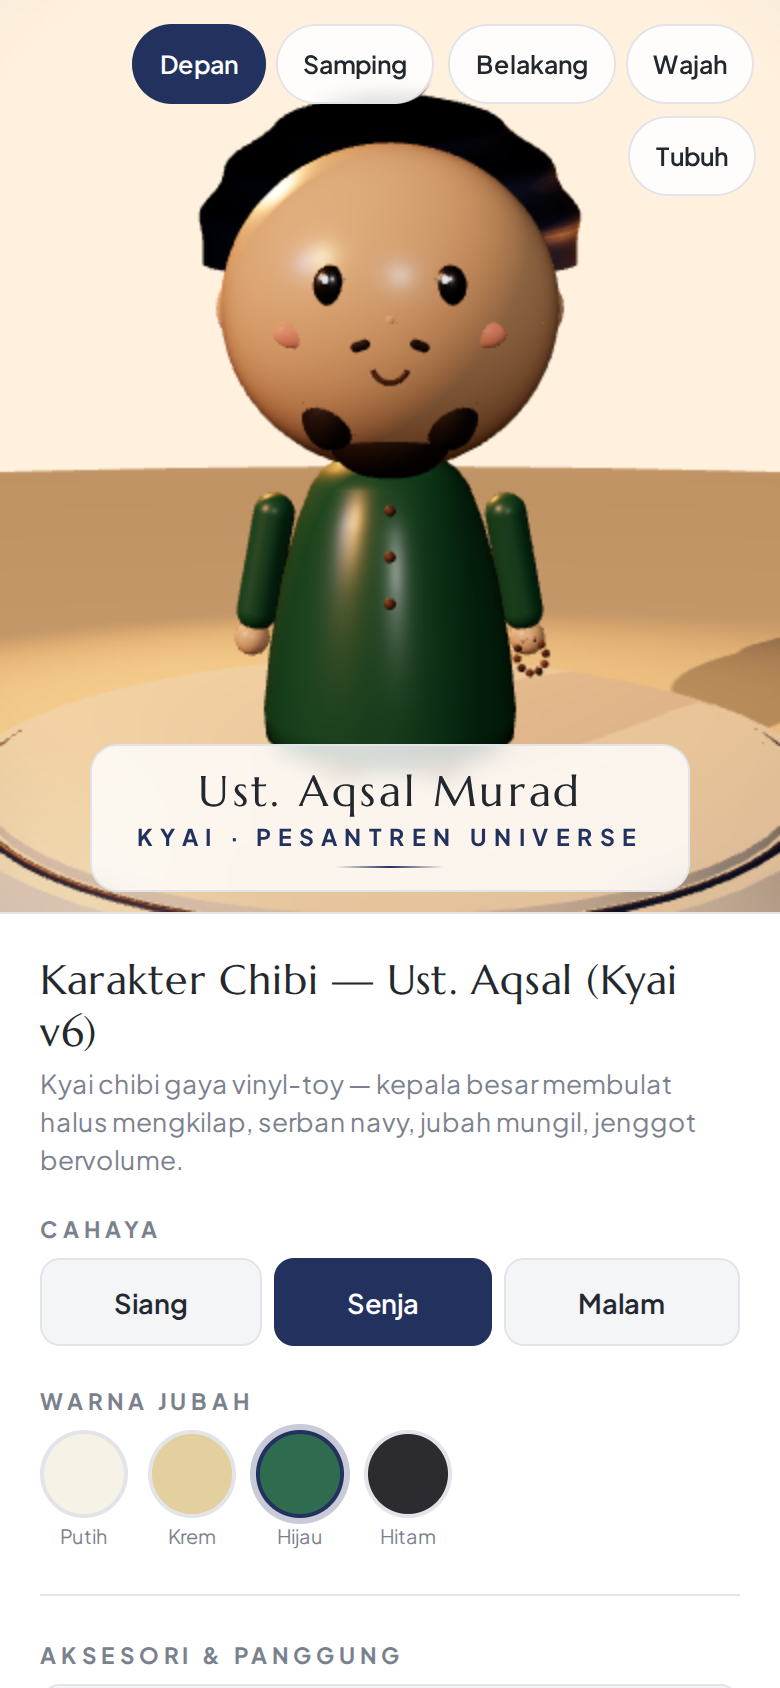 Depan Samping Belakang Wajah
Tubuh
Ust. Aqsal Murad
KYAI · PESANTREN UNIVERSE
Karakter Chibi — Ust. Aqsal (Kyai
v6)
Kyai chibi gaya vinyl-toy — kepala besar membulat
halus mengkilap, serban navy, jubah mungil, jenggot
bervolume.
CAHAYA
Siang Senja Malam
WARNA JUBAH
Putih Krem Hijau Hitam
AKSESORI & PANGGUNG